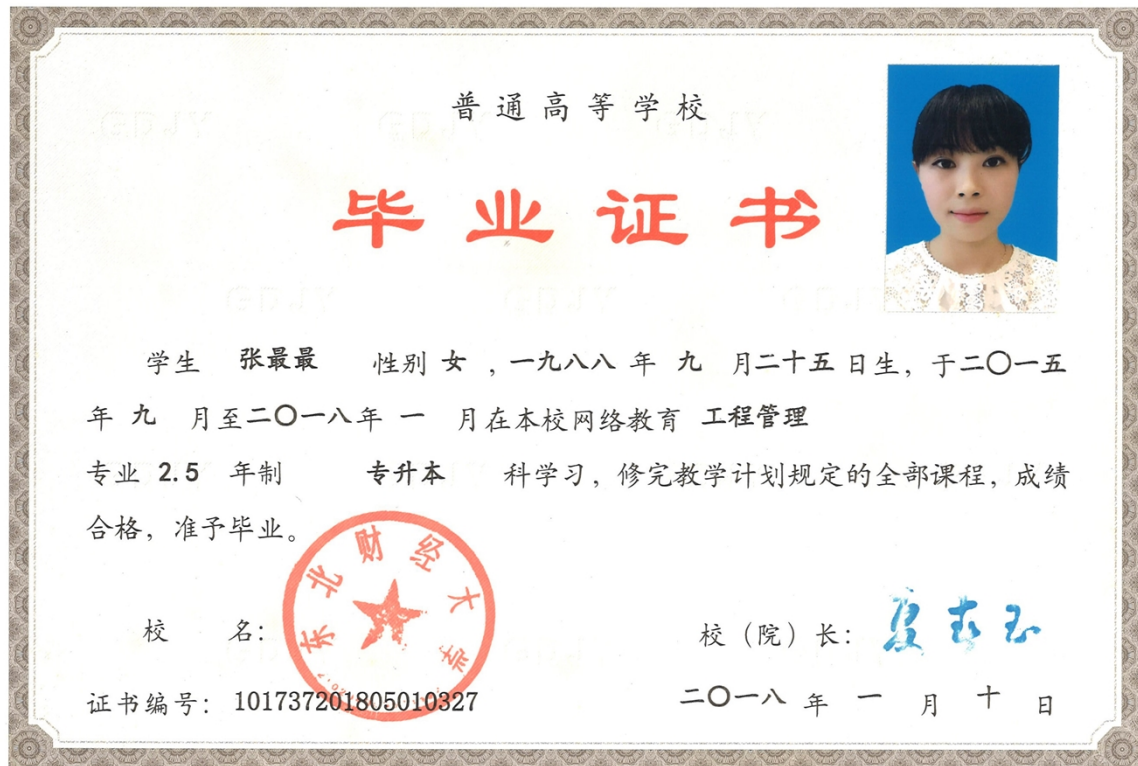 普通高等学校
毕业证书
学生 张最最 性别 女 ,一九八八 年 九 月二十五日生，于二〇一五
年 九 月至二〇一八年 一 月在本校网络教育 工程管理
专业 2.5 年制 专升本 科学习，修完教学计划规定的全部课程，成绩
合格，准予毕业。
东北财经大学
校 名：
校（院）长：
证书编号：101737201805010327
二〇一八 年 一 月 十 日